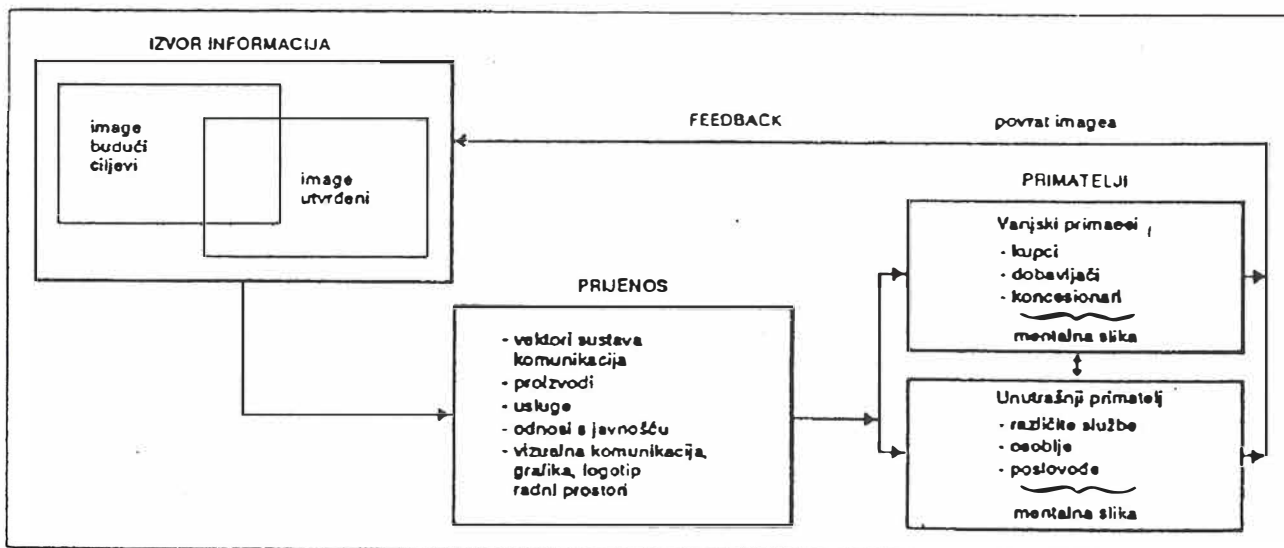 IZVOR INFORMACIJA
image
budući
ciljevi
image
utvrđeni
FEEDBACK
povrat imagea
PRIJENOS
- vektori sustava
komunikacija
- proizvodi
- usluge
- odnosi s javnošću
- vizualna komunikacija,
grafika, logotip
radni prostori
PRIMATELJI
Vanjski
- kupci
- dobavljači
- koncesionari
mentalna slika
Unutrašnji primatelj
- različite službe
- osoblje
- poslovođe
mentalna slika